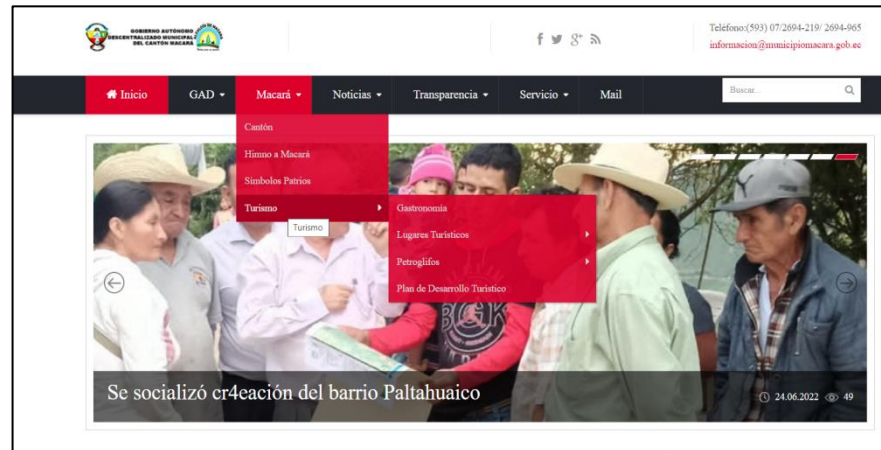 GOBIERNO AUTÓNOMO
DESCENTRALIZADO MUNICIPAL
DEL CANTÓN MACARÁ
Teléfono:(593) 07/2694-219/ 2694-965
informacion@municipiomacara.gob.ec
Inicio
GAD
Macará
Noticias
Transparencia
Servicio
Mail
Buscar...
Cantón
Himno a Macará
Símbolos Patrios
Turismo
Turismo
Gastronomía
Lugares Turísticos
Petroglifos
Plan de Desarrollo Turístico
Se socializó cr4eación del barrio Paltahuaico
24.06.2022
49